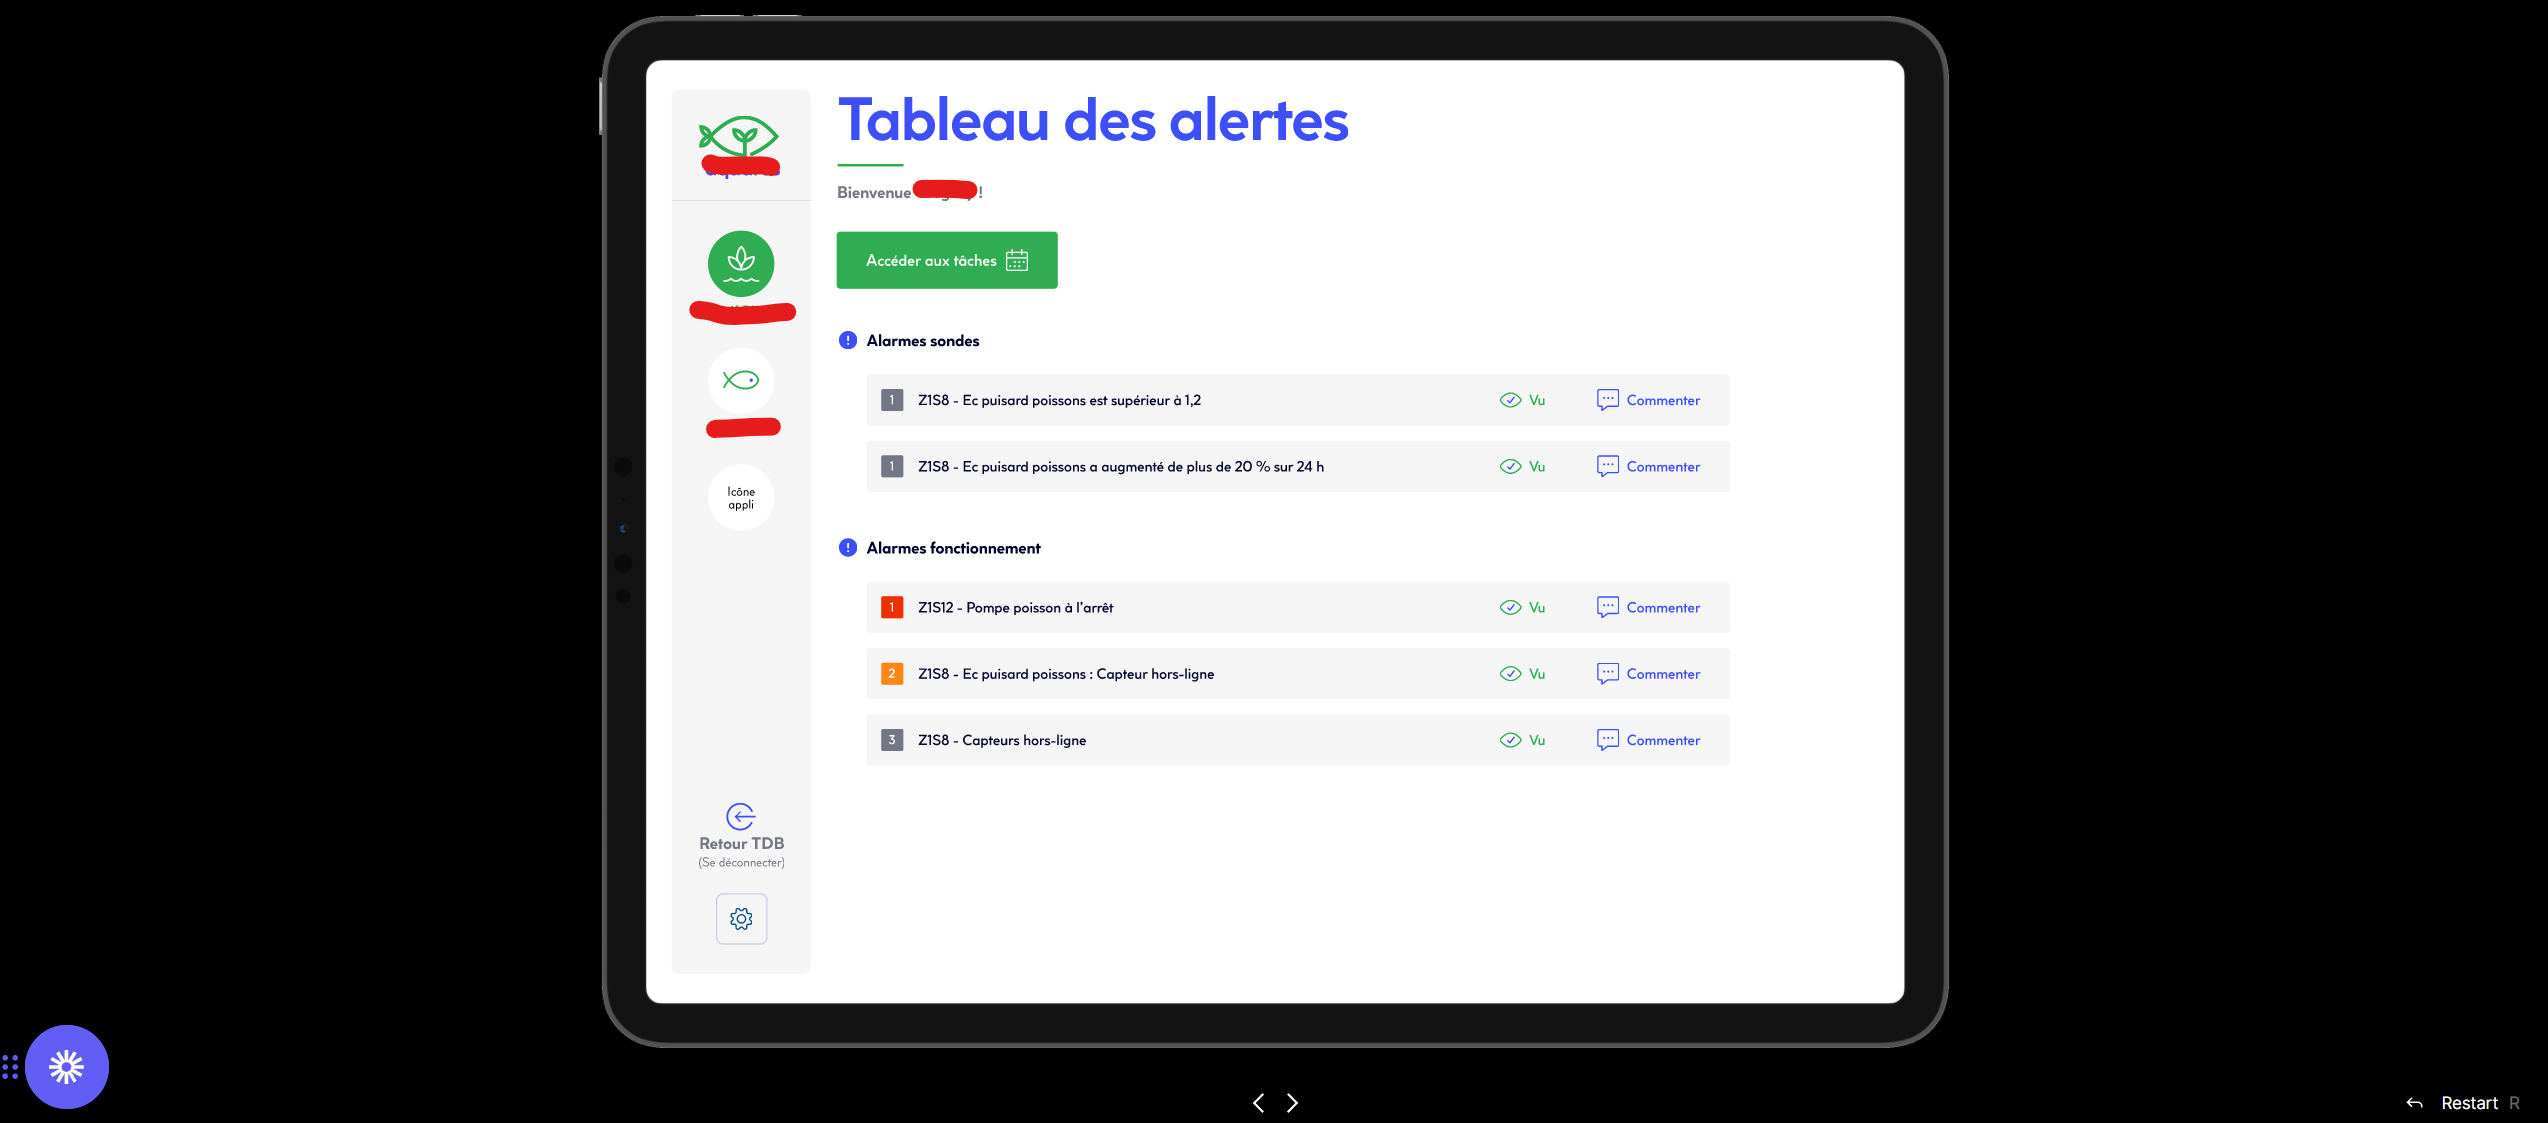 Tableau des alertes
Bienvenue !
Accéder aux tâches
Alarmes sondes
1 Z1S8 - Ec puisard poissons est supérieur à 1,2 Vu Commenter
1 Z1S8 - Ec puisard poissons a augmenté de plus de 20 % sur 24 h Vu Commenter
Icône
appli
Alarmes fonctionnement
1 Z1S12 - Pompe poisson à l'arrêt Vu Commenter
2 Z1S8 - Ec puisard poissons : Capteur hors-ligne Vu Commenter
3 Z1S8 - Capteurs hors-ligne Vu Commenter
Retour TDB
(Se déconnecter)
Restart R